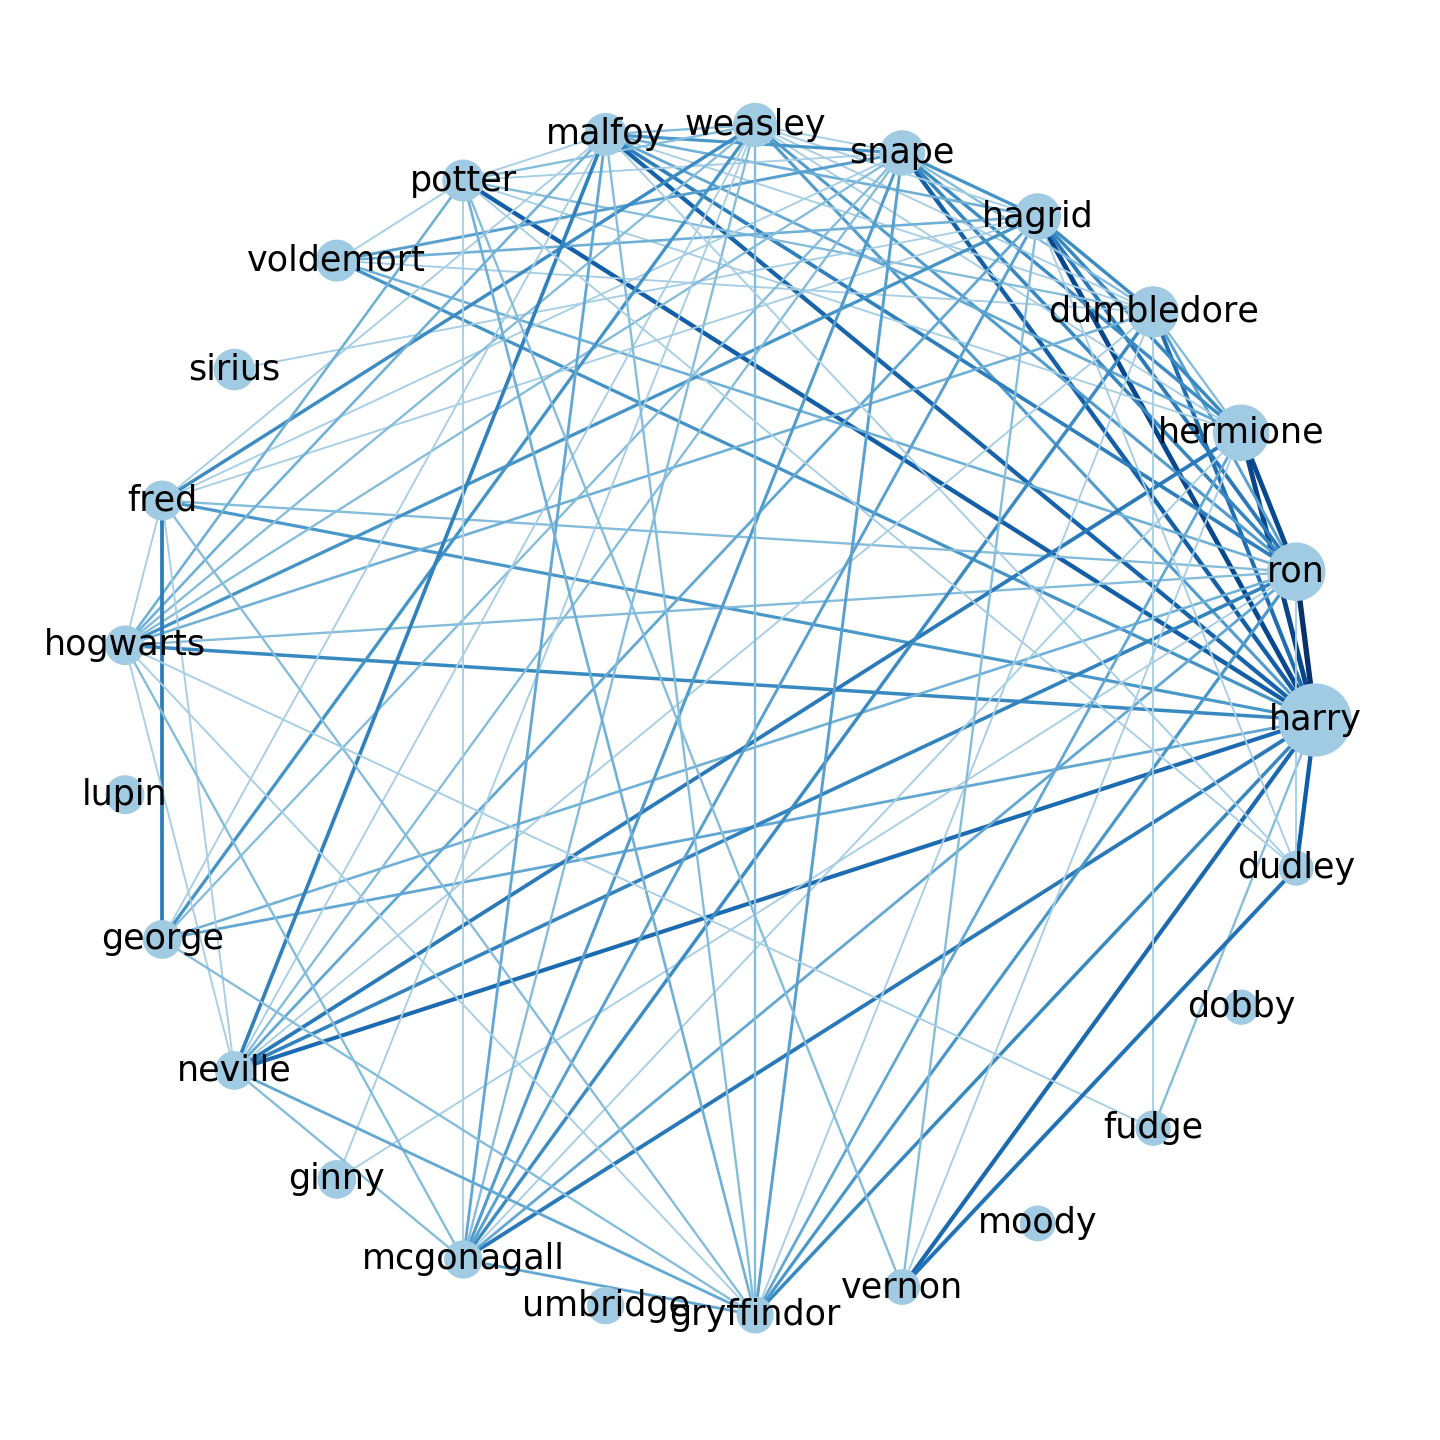 weasley
malfoy
snape
potter
hagrid
voldemort
dumbledore
sirius
hermione
fred
ron
hogwarts
harry
lupin
dudley
george
dobby
neville
fudge
ginny
moody
mcgonagall
vernon
umbridge
gryffindor